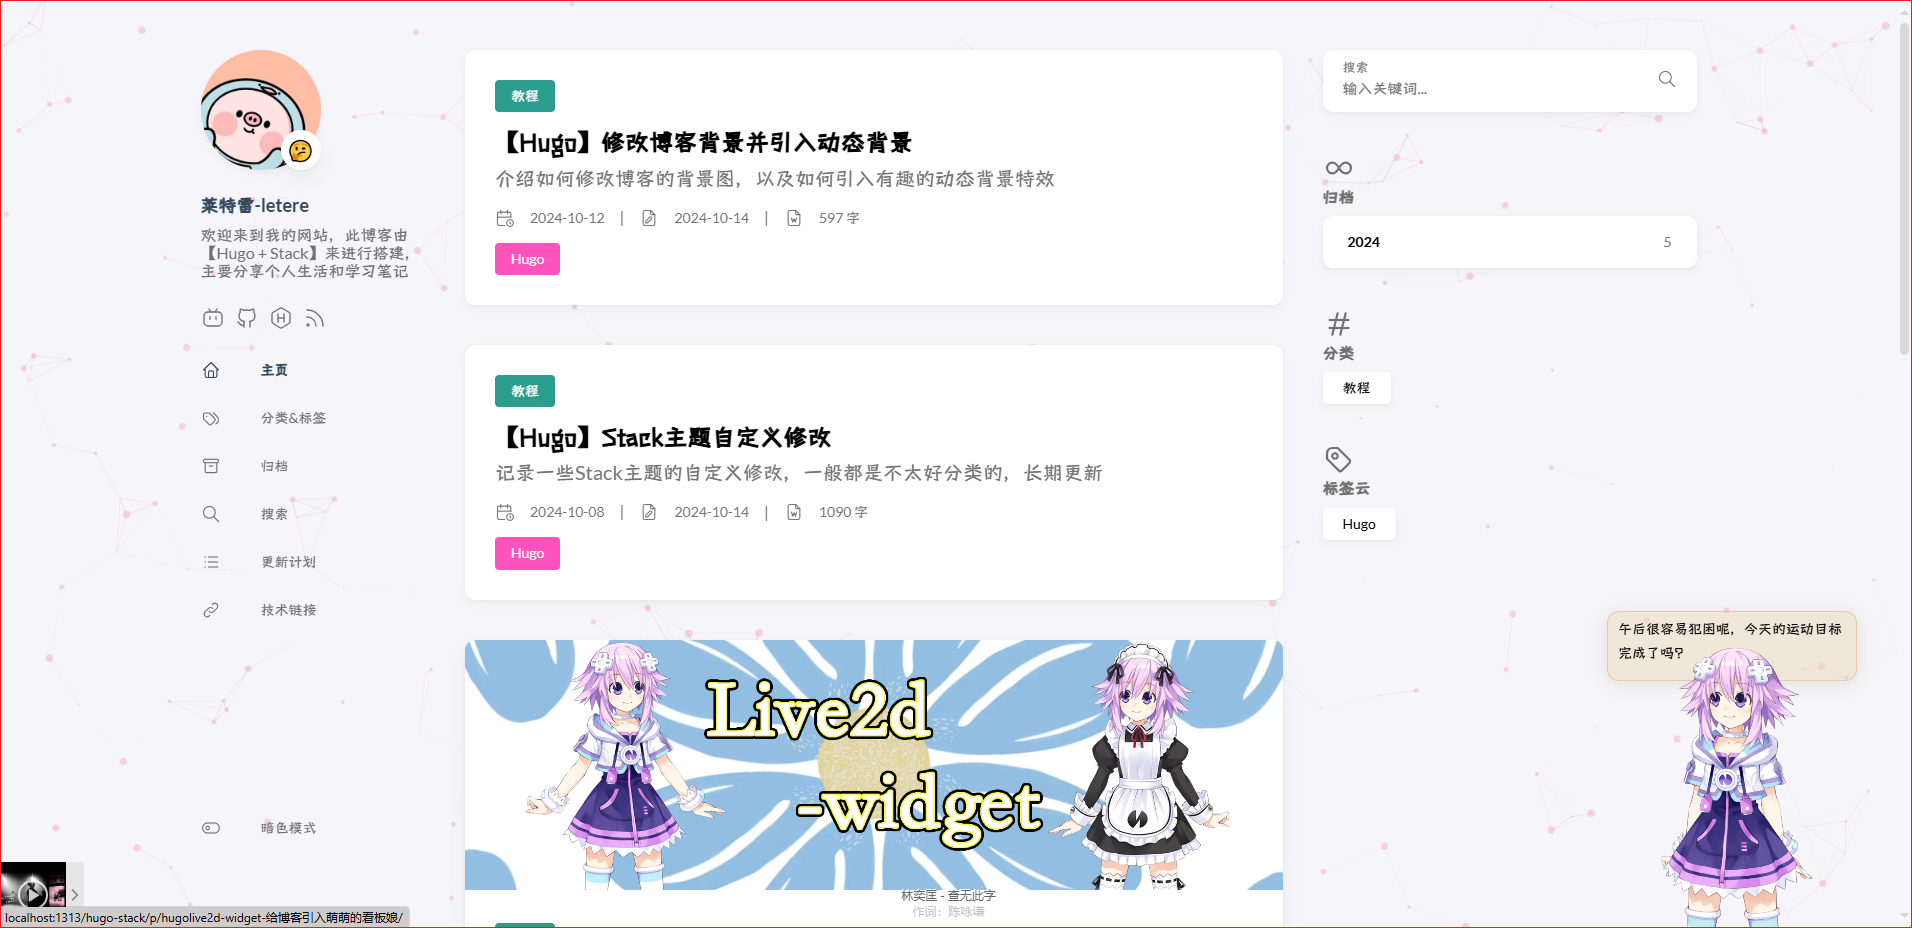 莱特雷-letere
欢迎来到我的网站，此博客由
【Hugo + Stack】来进行搭建，
主要分享个人生活和学习笔记
主页
分类&标签
归档
搜索
更新计划
技术链接
暗色模式
教程
【Hugo】修改博客背景并引入动态背景
介绍如何修改博客的背景图，以及如何引入有趣的动态背景特效
2024-10-12 | 2024-10-14 | 597 字
Hugo
教程
【Hugo】Stack主题自定义修改
记录一些Stack主题的自定义修改，一般都是不太好分类的，长期更新
2024-10-08 | 2024-10-14 | 1090 字
Hugo
Live2d
-widget
林奕匡 - 查无此字
作词：陈咏谦
搜索
输入关键词...
归档
2024 5
分类
教程
标签云
Hugo
午后很容易犯困呢，今天的运动目标
完成了吗？
localhost:1313/hugo-stack/p/hugolive2d-widget-给博客引入萌萌的看板娘/